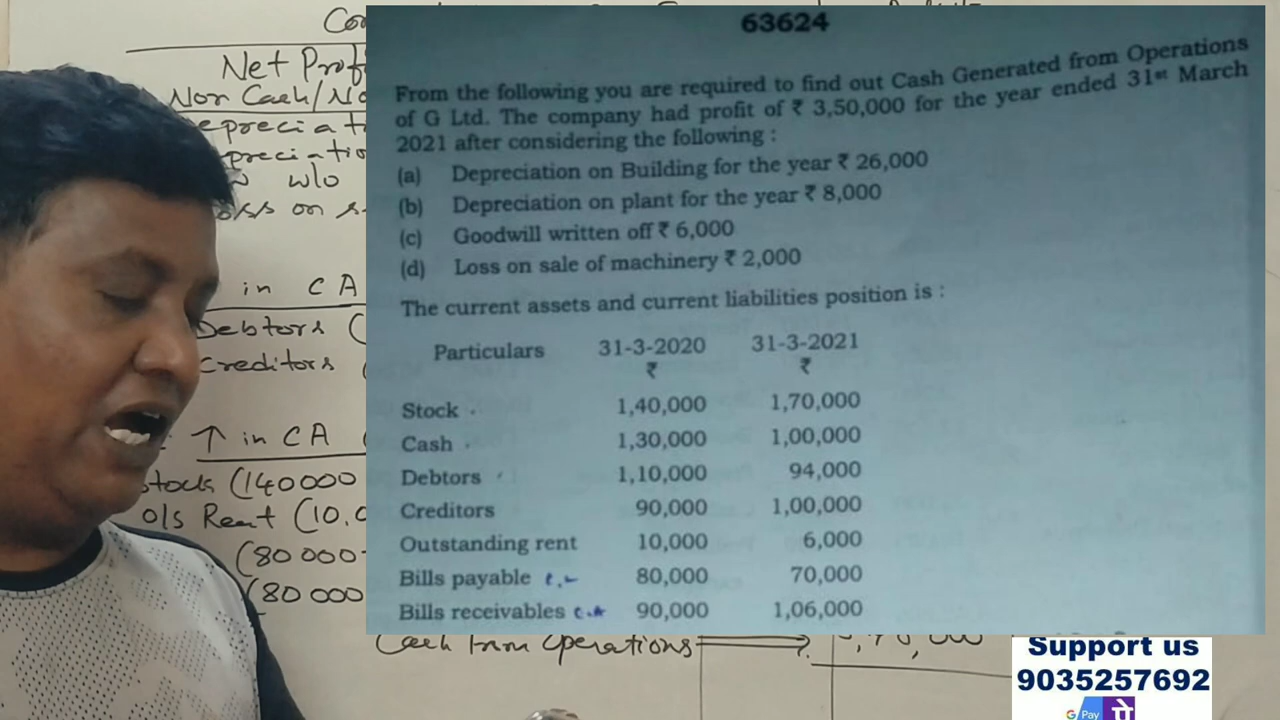 63624
From the following you are required to find out Cash Generated from Operations
of G Ltd. The company had profit of ₹ 3,50,000 for the year ended 31st March
2021 after considering the following :
(a) Depreciation on Building for the year ₹ 26,000
(b) Depreciation on plant for the year ₹ 8,000
(c) Goodwill written off ₹ 6,000
(d) Loss on sale of machinery ₹ 2,000
The current assets and current liabilities position is :
Particulars 31-3-2020 31-3-2021
₹ ₹
Stock 1,40,000 1,70,000
Cash 1,30,000 1,00,000
Debtors 1,10,000 94,000
Creditors 90,000 1,00,000
Outstanding rent 10,000 6,000
Bills payable 80,000 70,000
Bills receivables 90,000 1,06,000
Net
w/o
in CA
Debtors (
Creditors
↑ in CA
(140000
o/s Rent (10,0
(80 000
(80 000
Cash from operations
Support us
9035257692
G Pay पे